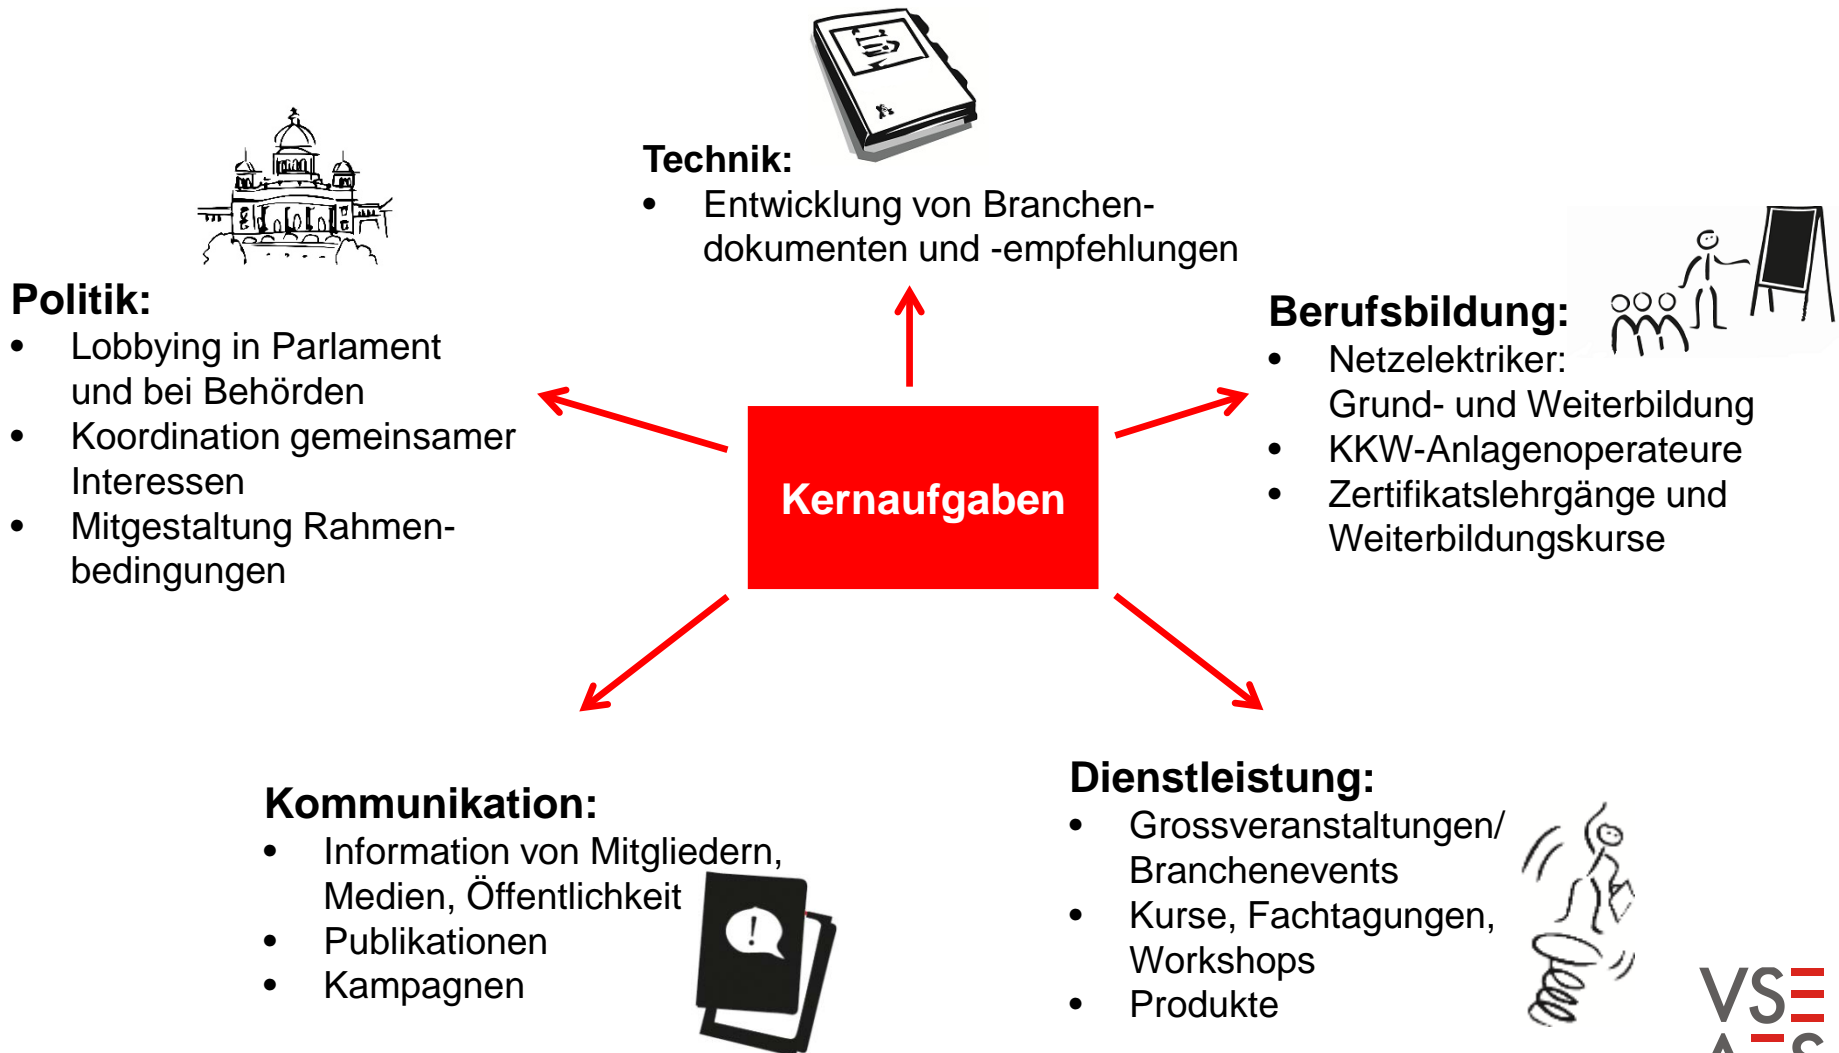 Technik:
• Entwicklung von Branchen-
dokumenten und -empfehlungen
Politik:
• Lobbying in Parlament
und bei Behörden
• Koordination gemeinsamer
Interessen
• Mitgestaltung Rahmen-
bedingungen
Berufsbildung:
• Netzelektriker:
Grund- und Weiterbildung
• KKW-Anlagenoperateure
• Zertifikatslehrgänge und
Weiterbildungskurse
Kernaufgaben
Kommunikation:
• Information von Mitgliedern,
Medien, Öffentlichkeit
• Publikationen
• Kampagnen
Dienstleistung:
• Grossveranstaltungen/
Branchenevents
• Kurse, Fachtagungen,
Workshops
• Produkte
!
VSE